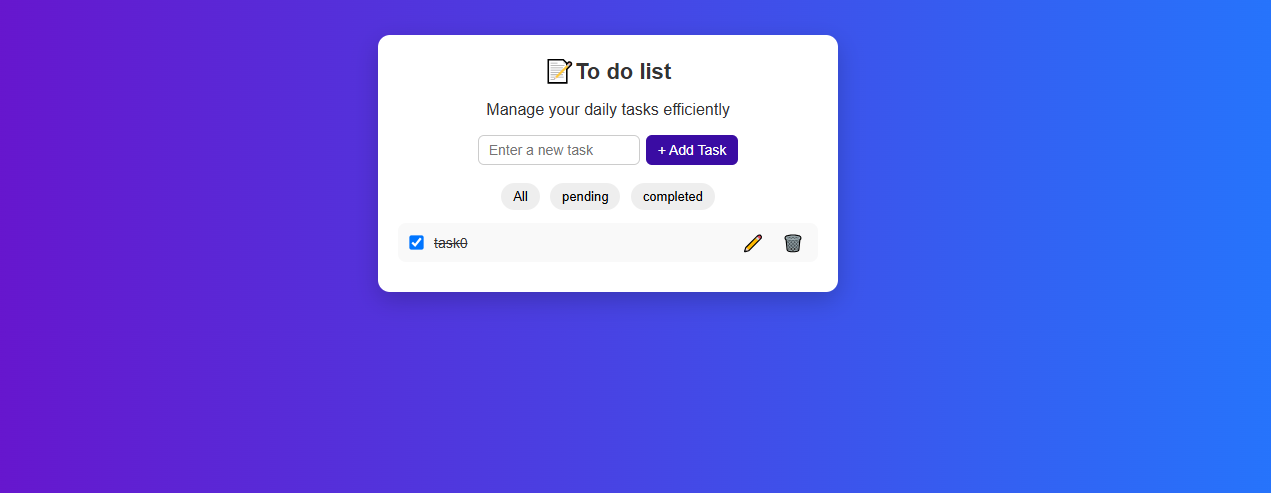 To do list
Manage your daily tasks efficiently
Enter a new task + Add Task
All pending completed
task0